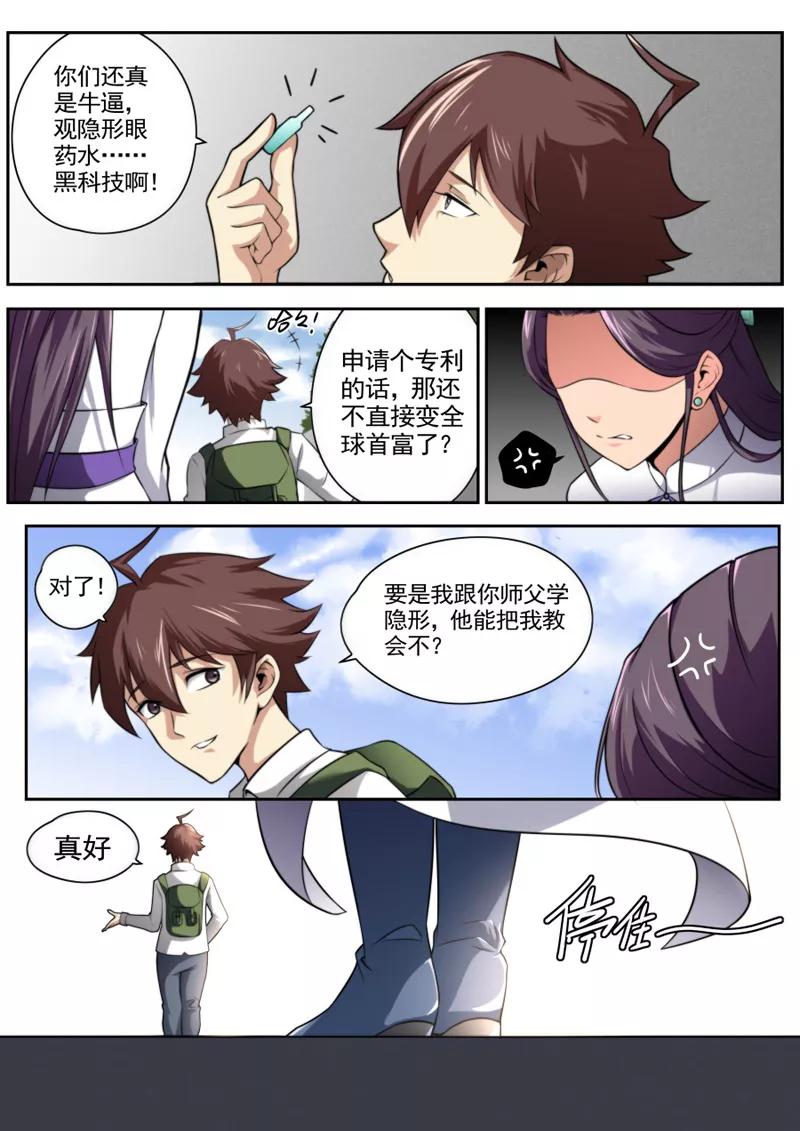 你们还真
是牛逼，
观隐形眼
药水……
黑科技啊！
哈？！
申请个专利
的话，那还
不直接变全
球首富了？
对了！
要是我跟你师父学
隐形，他能把我教
会不？
真好
停住——